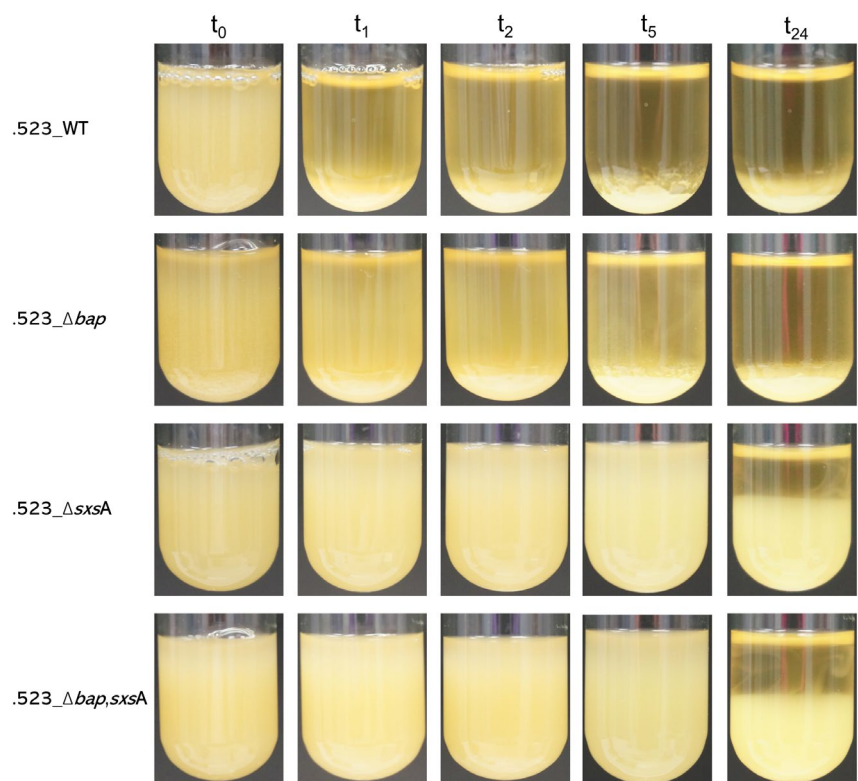 t0 t1 t2 t5 t24
.523_WT
.523_Δbap
.523_ΔsxsA
.523_Δbap,sxsA